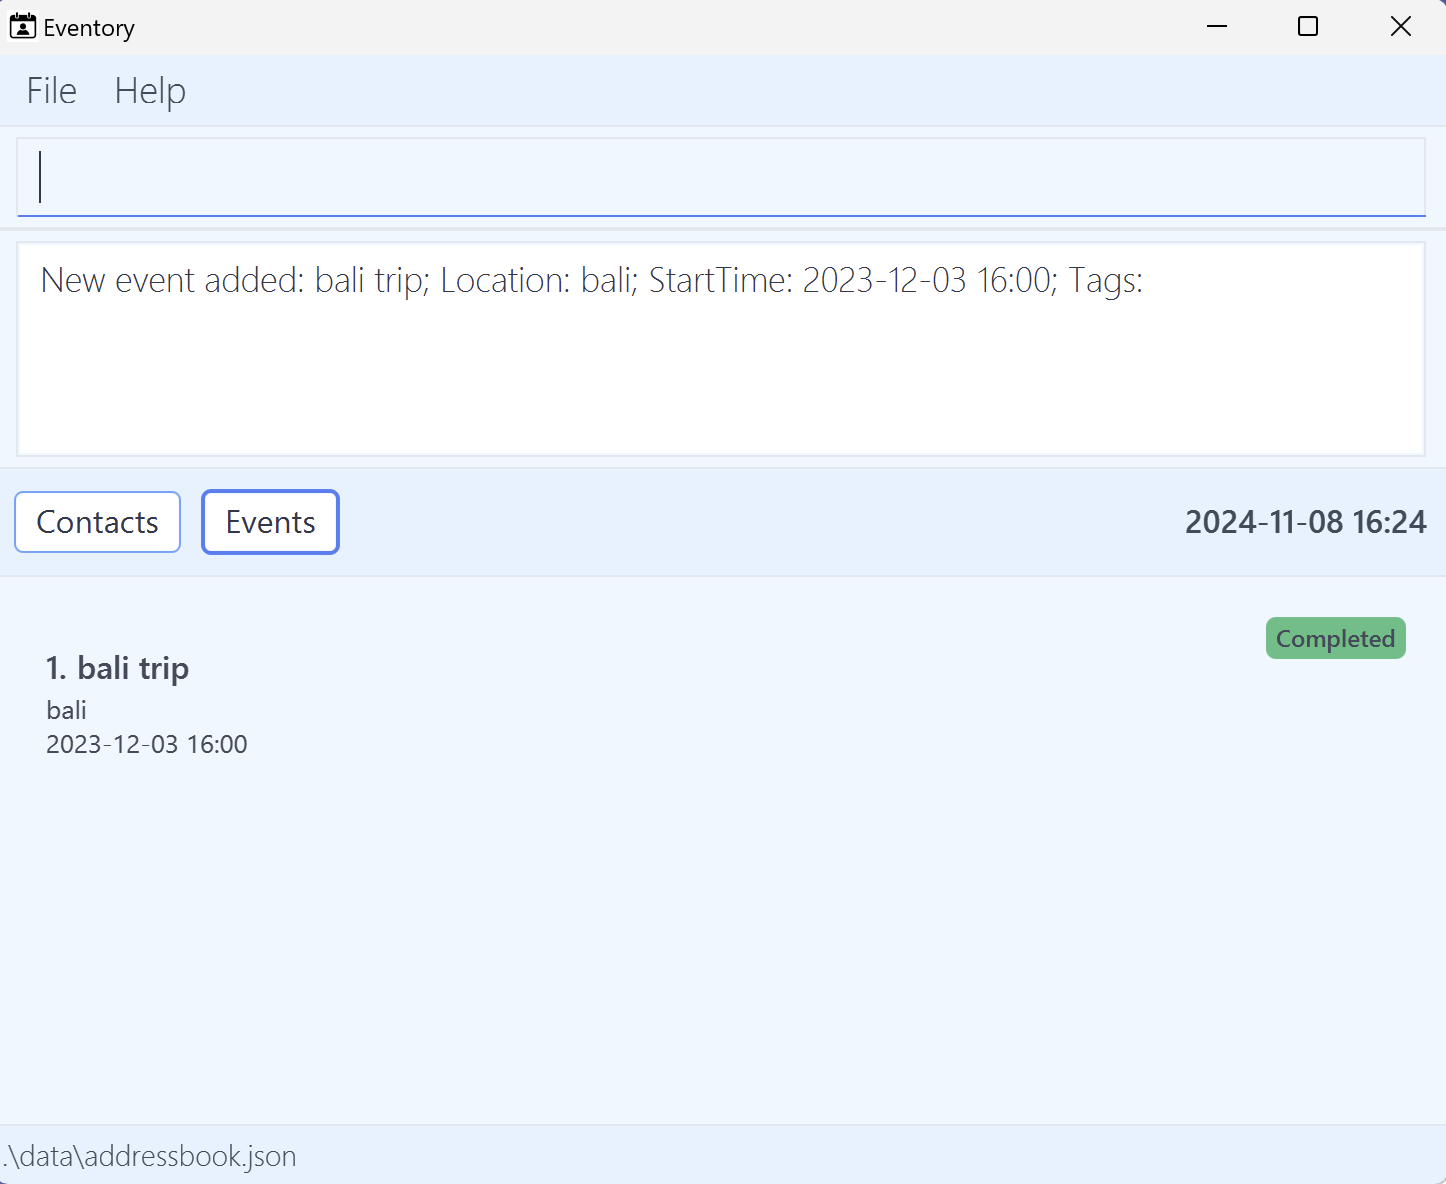 Eventory
File Help
New event added: bali trip; Location: bali; StartTime: 2023-12-03 16:00; Tags:
Contacts Events 2024-11-08 16:24
Completed
1. bali trip
bali
2023-12-03 16:00
.\data\addressbook.json